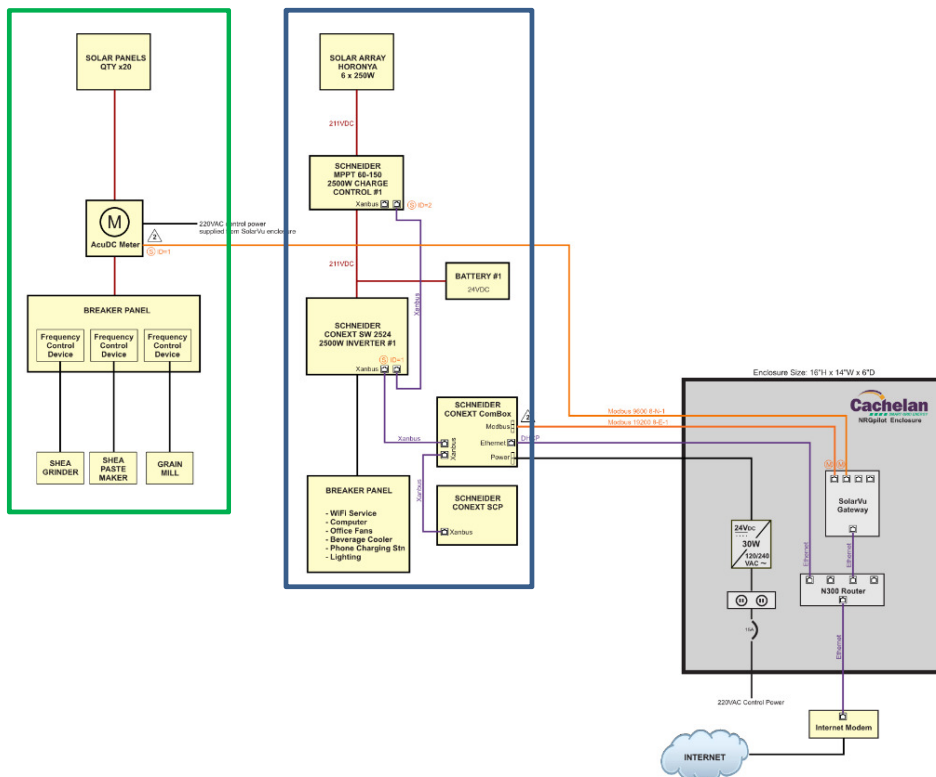 SOLAR PANELS
QTY x20
M
AcuDC Meter
2
S ID=1
220VAC control power
supplied from SolarVu enclosure
BREAKER PANEL
Frequency
Control
Device
Frequency
Control
Device
Frequency
Control
Device
SHEA
GRINDER
SHEA
PASTE
MAKER
GRAIN
MILL
SOLAR ARRAY
HORONYA
6 x 250W
211VDC
SCHNEIDER
MPPT 60-150
2500W CHARGE
CONTROL #1
Xanbus
S ID=2
211VDC
BATTERY #1
24VDC
Xanbus
SCHNEIDER
CONEXT SW 2524
2500W INVERTER #1
S ID=1
Xanbus
SCHNEIDER
CONEXT ComBox
2
Modbus
Ethernet
Power
Xanbus
Xanbus
Xanbus
DHCP
SCHNEIDER
CONEXT SCP
Xanbus
BREAKER PANEL
- WiFi Service
- Computer
- Office Fans
- Beverage Cooler
- Phone Charging Stn
- Lighting
Modbus 9600 8-N-1
Modbus 19200 8-E-1
Enclosure Size: 16"H x 14"W x 6"D
Cachelan
NRGpilot Enclosure
SolarVu
Gateway
24VDC
30W
120/240
VAC ~
Ethernet
Ethernet
N300 Router
Ethernet
220VAC Control Power
Internet Modem
INTERNET